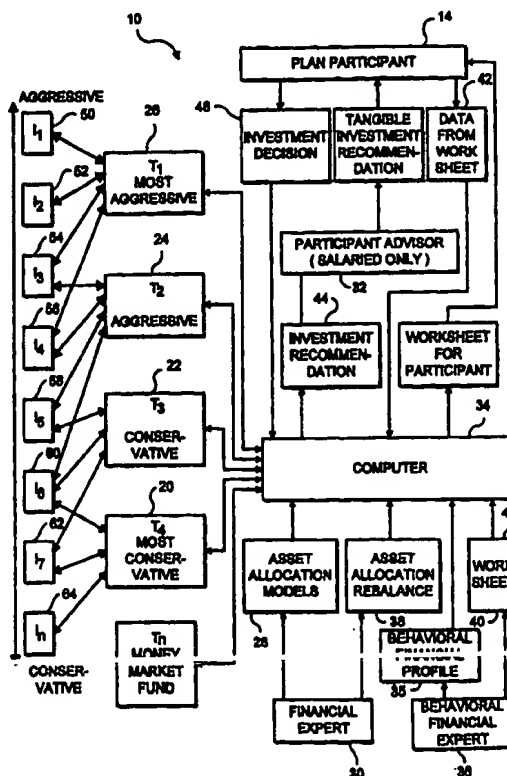 10
14
PLAN PARTICIPANT
42
48
INVESTMENT
DECISION
TANGIBLE
INVESTMENT
RECOMMEN-
DATION
DATA
FROM
WORK
SHEET
AGGRESSIVE
50
I1
26
T1
MOST
AGGRESSIVE
52
I2
54
I3
24
T2
AGGRESSIVE
PARTICIPANT ADVISOR
(SALARIED ONLY)
32
44
56
I4
INVESTMENT
RECOMMEN-
DATION
WORKSHEET
FOR
PARTICIPANT
58
I5
22
T3
CONSER-
VATIVE
34
COMPUTER
60
I6
20
T4
MOST
CONSER-
VATIVE
62
I7
64
In
CONSER-
VATIVE
Tn
MONEY
MARKET
FUND
ASSET
ALLOCATION
MODELS
28
ASSET
ALLOCATION
REBALANCE
38
WORK
SHEET
40
BEHAVIORAL
FINANCIAL
PROFILE
35
FINANCIAL
EXPERT
30
BEHAVIORAL
FINANCIAL
EXPERT
36